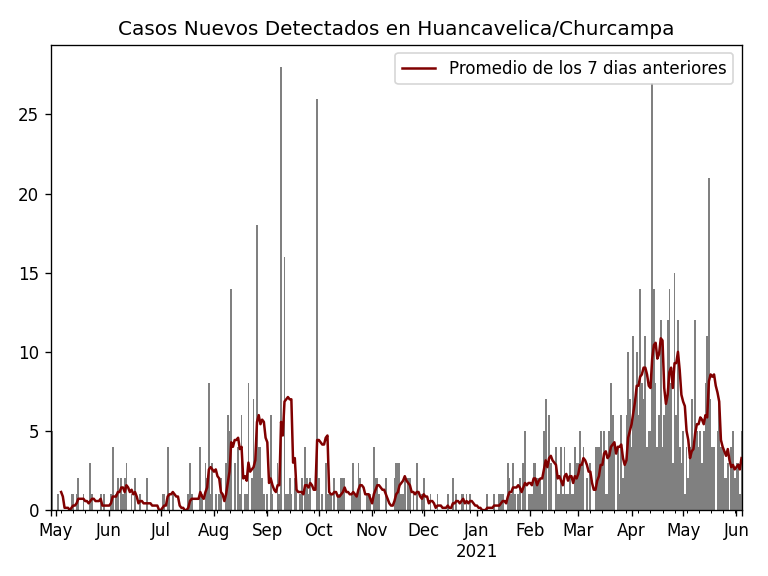 Casos Nuevos Detectados en Huancavelica/Churcampa
Promedio de los 7 dias anteriores
25
20
15
10
5
0
May Jun Jul Aug Sep Oct Nov Dec Jan Feb Mar Apr May Jun
2021